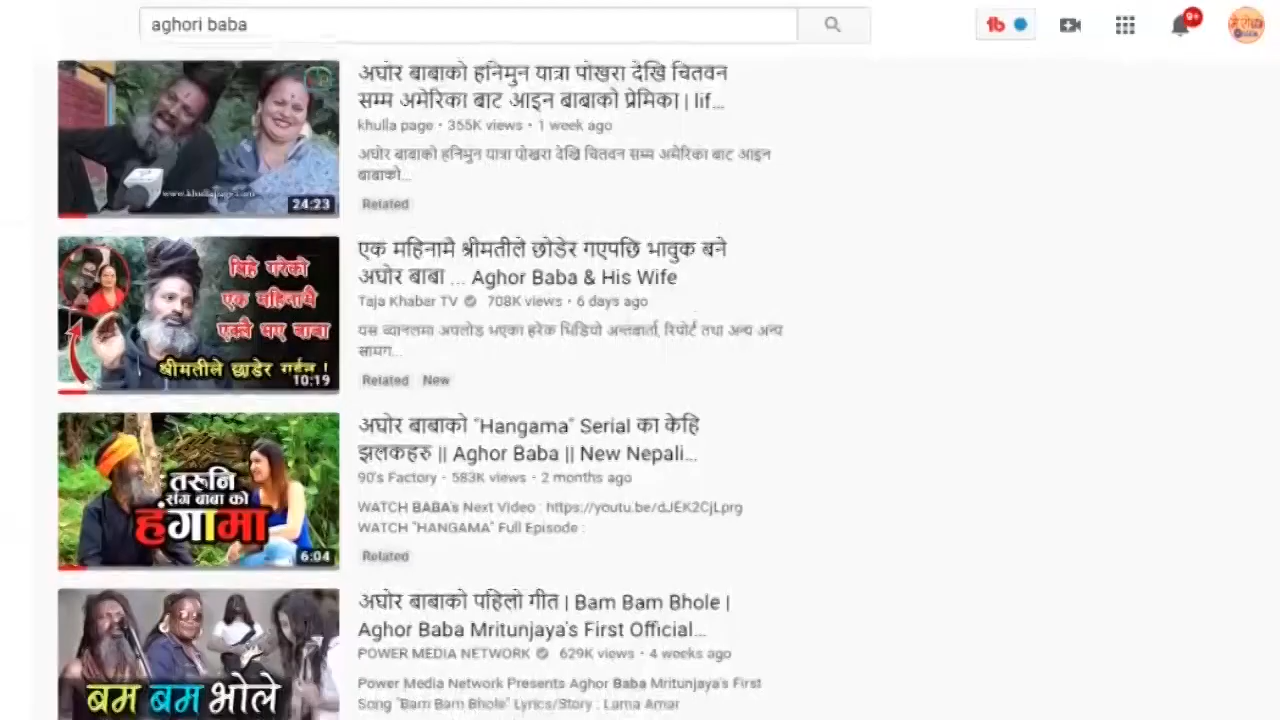 aghori baba
9+
अघोर बाबाको हनिमुन यात्रा पोखरा देखि चितवन
सम्म अमेरिका बाट आइन बाबाको प्रेमिका | lif...
khulla page • 355K views • 1 week ago
अघोर बाबाको हनिमुन यात्रा पोखरा देखि चितवन सम्म अमेरिका बाट आइन
बाबाको...
24:23
Related
एक महिनामै श्रीमतीले छोडेर गएपछि भावुक बने
अघोर बाबा ... Aghor Baba & His Wife
Taja Khabar TV 708K views • 6 days ago
यस च्यानलमा अपलोड भएका हरेक भिडियो अन्तबार्ता, रिपोर्ट तथा अन्य अन्य
सामग...
बिहे गरेको
एक महिनामै
एक्लै भए बाबा
श्रीमतीले छाडेर
10:19
Related New
अघोर बाबाको "Hangama" Serial का केहि
झलकहरु || Aghor Baba || New Nepali...
90's Factory • 583K views • 2 months ago
WATCH BABA's Next Video : https://youtu.be/dJEK2CjLprg
WATCH "HANGAMA" Full Episode :
तरूनि
संग बाबा को
हंगामा
6:04
Related
अघोर बाबाको पहिलो गीत | Bam Bam Bhole |
Aghor Baba Mritunjaya's First Official...
POWER MEDIA NETWORK 629K views • 4 weeks ago
Power Media Network Presents Aghor Baba Mritunjaya's First
Song "Bam Bam Bhole" Lyrics/Story : Lama Amar
बम बम भोले